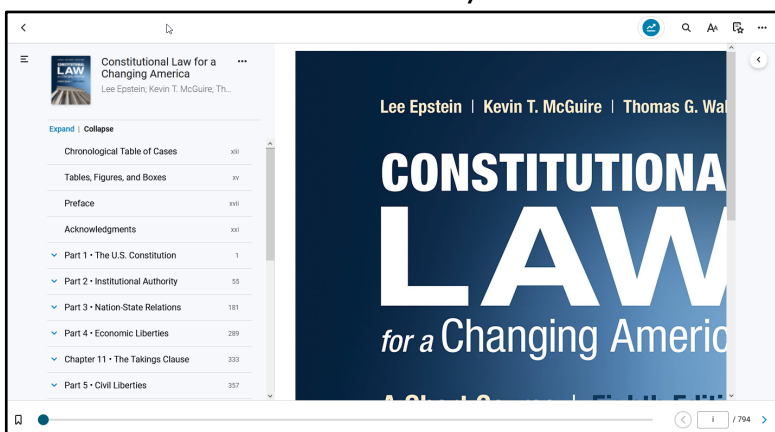 AA
LAW
Constitutional Law for a
Changing America
Lee Epstein; Kevin T. McGuire; Th...
Expand | Collapse
Chronological Table of Cases xiii
Tables, Figures, and Boxes xv
Preface xvii
Acknowledgments xxi
Part 1 • The U.S. Constitution 1
Part 2 • Institutional Authority 55
Part 3 • Nation-State Relations 181
Part 4 • Economic Liberties 289
Chapter 11 • The Takings Clause 333
Part 5 • Civil Liberties 357
Lee Epstein | Kevin T. McGuire | Thomas G. Wal
CONSTITUTIONA
LAW
for a Changing Americ
i / 794